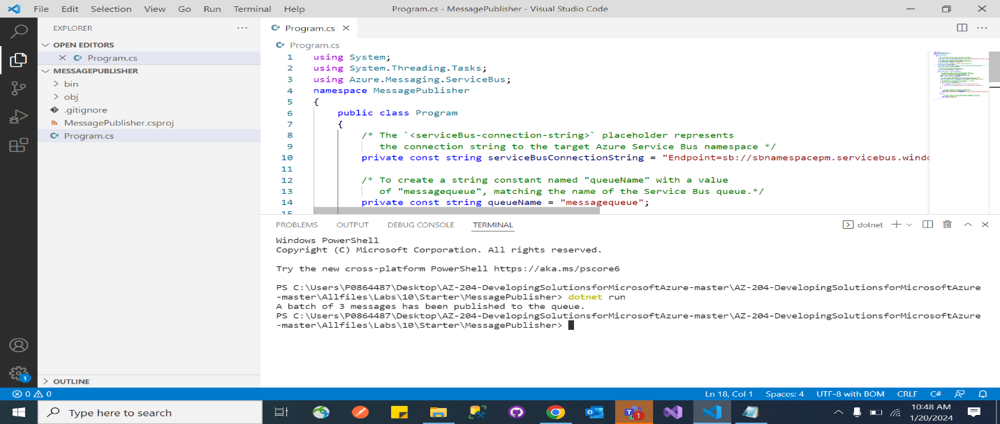 File Edit Selection View Go Run Terminal Help
Program.cs - MessagePublisher - Visual Studio Code
EXPLORER
OPEN EDITORS
Program.cs
MESSAGEPUBLISHER
bin
obj
.gitignore
MessagePublisher.csproj
Program.cs
OUTLINE
Program.cs
Program.cs
1 using System;
2 using System.Threading.Tasks;
3 using Azure.Messaging.ServiceBus;
4 namespace MessagePublisher
5 {
6 public class Program
7 {
8 /* The `<serviceBus-connection-string>` placeholder represents
9 the connection string to the target Azure Service Bus namespace */
10 private const string serviceBusConnectionString = "Endpoint=sb://sbnamespacepm.servicebus.windo
11
12 /* To create a string constant named "queueName" with a value
13 of "messagequeue", matching the name of the Service Bus queue.*/
14 private const string queueName = "messagequeue";
15
PROBLEMS OUTPUT DEBUG CONSOLE TERMINAL
dotnet
Windows PowerShell
Copyright (C) Microsoft Corporation. All rights reserved.
Try the new cross-platform PowerShell https://aka.ms/pscore6
PS C:\Users\P0864487\Desktop\AZ-204-DevelopingSolutionsforMicrosoftAzure-master\AZ-204-DevelopingSolutionsforMicrosoftAzure
-master\Allfiles\Labs\10\Starter\MessagePublisher> dotnet run
A batch of 3 messages has been published to the queue.
PS C:\Users\P0864487\Desktop\AZ-204-DevelopingSolutionsforMicrosoftAzure-master\AZ-204-DevelopingSolutionsforMicrosoftAzure
-master\Allfiles\Labs\10\Starter\MessagePublisher>
1
0 0
Ln 18, Col 1 Spaces: 4 UTF-8 with BOM CRLF C#
Type here to search
1
10:48 AM
1/20/2024